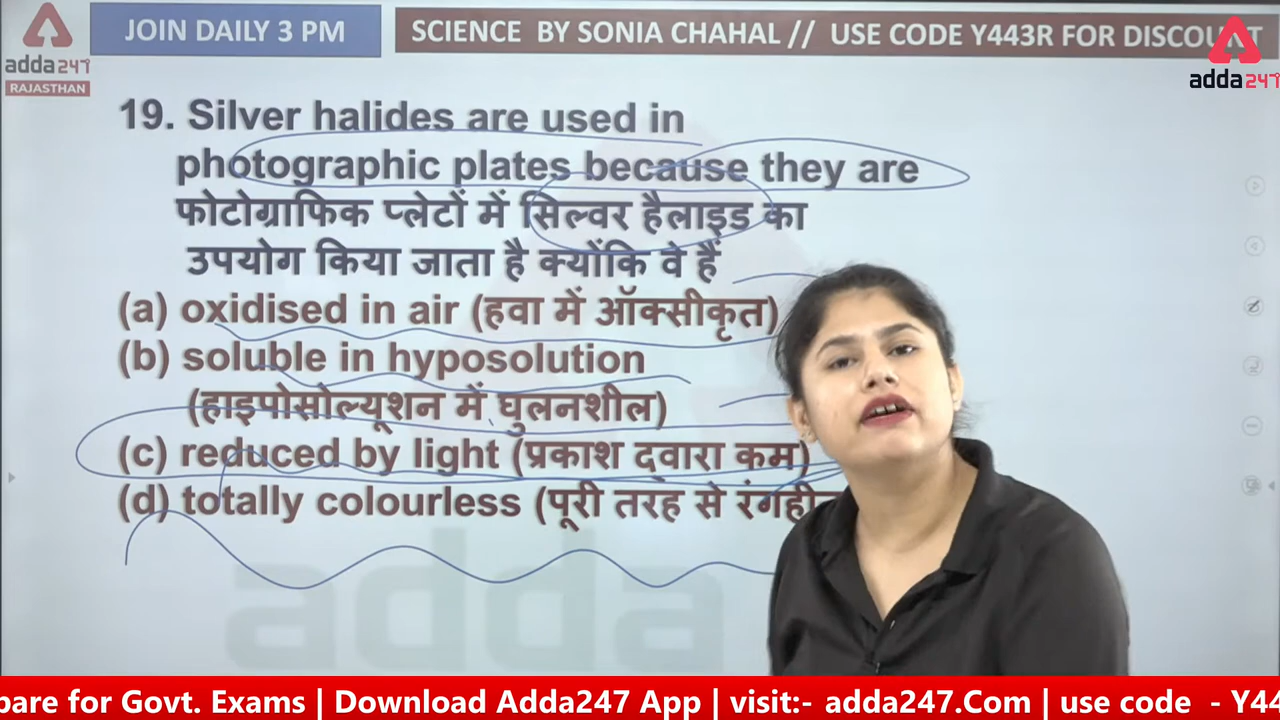 JOIN DAILY 3 PM
SCIENCE BY SONIA CHAHAL // USE CODE Y443R FOR DISCOUNT
adda247
RAJASTHAN
adda247
19. Silver halides are used in
photographic plates because they are
फोटोग्राफिक प्लेटों में सिल्वर हैलाइड का
उपयोग किया जाता है क्योंकि वे हैं
(a) oxidised in air (हवा में ऑक्सीकृत)
(b) soluble in hyposolution
(हाइपोसोल्यूशन में घुलनशील)
(c) reduced by light (प्रकाश द्वारा कम)
(d) totally colourless (पूरी तरह से रंगहीन
adda
pare for Govt. Exams | Download Adda247 App | visit:- adda247.Com | use code - Y44